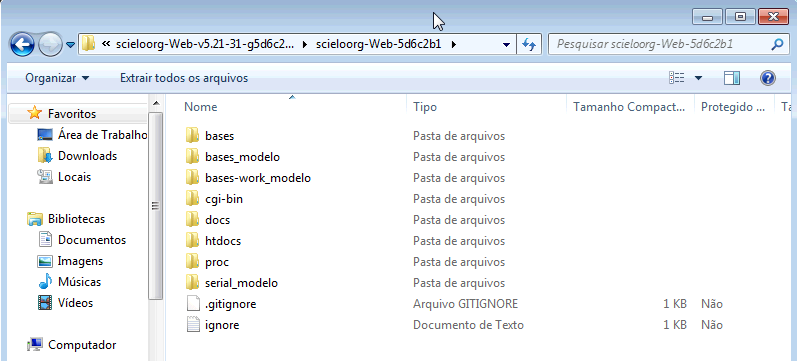 « scieloorg-Web-v5.21-31-g5d6c2... ▸ scieloorg-Web-5d6c2b1 ▸ Pesquisar scieloorg-Web-5d6c2b1
Organizar Extrair todos os arquivos
Nome Tipo Tamanho Compact... Protegido ... Ta
Favoritos
Área de Trabalho
Downloads
Locais
Bibliotecas
Documentos
Imagens
Músicas
Vídeos
Computador
bases Pasta de arquivos
bases_modelo Pasta de arquivos
bases-work_modelo Pasta de arquivos
cgi-bin Pasta de arquivos
docs Pasta de arquivos
htdocs Pasta de arquivos
proc Pasta de arquivos
serial_modelo Pasta de arquivos
.gitignore Arquivo GITIGNORE 1 KB Não
ignore Documento de Texto 1 KB Não